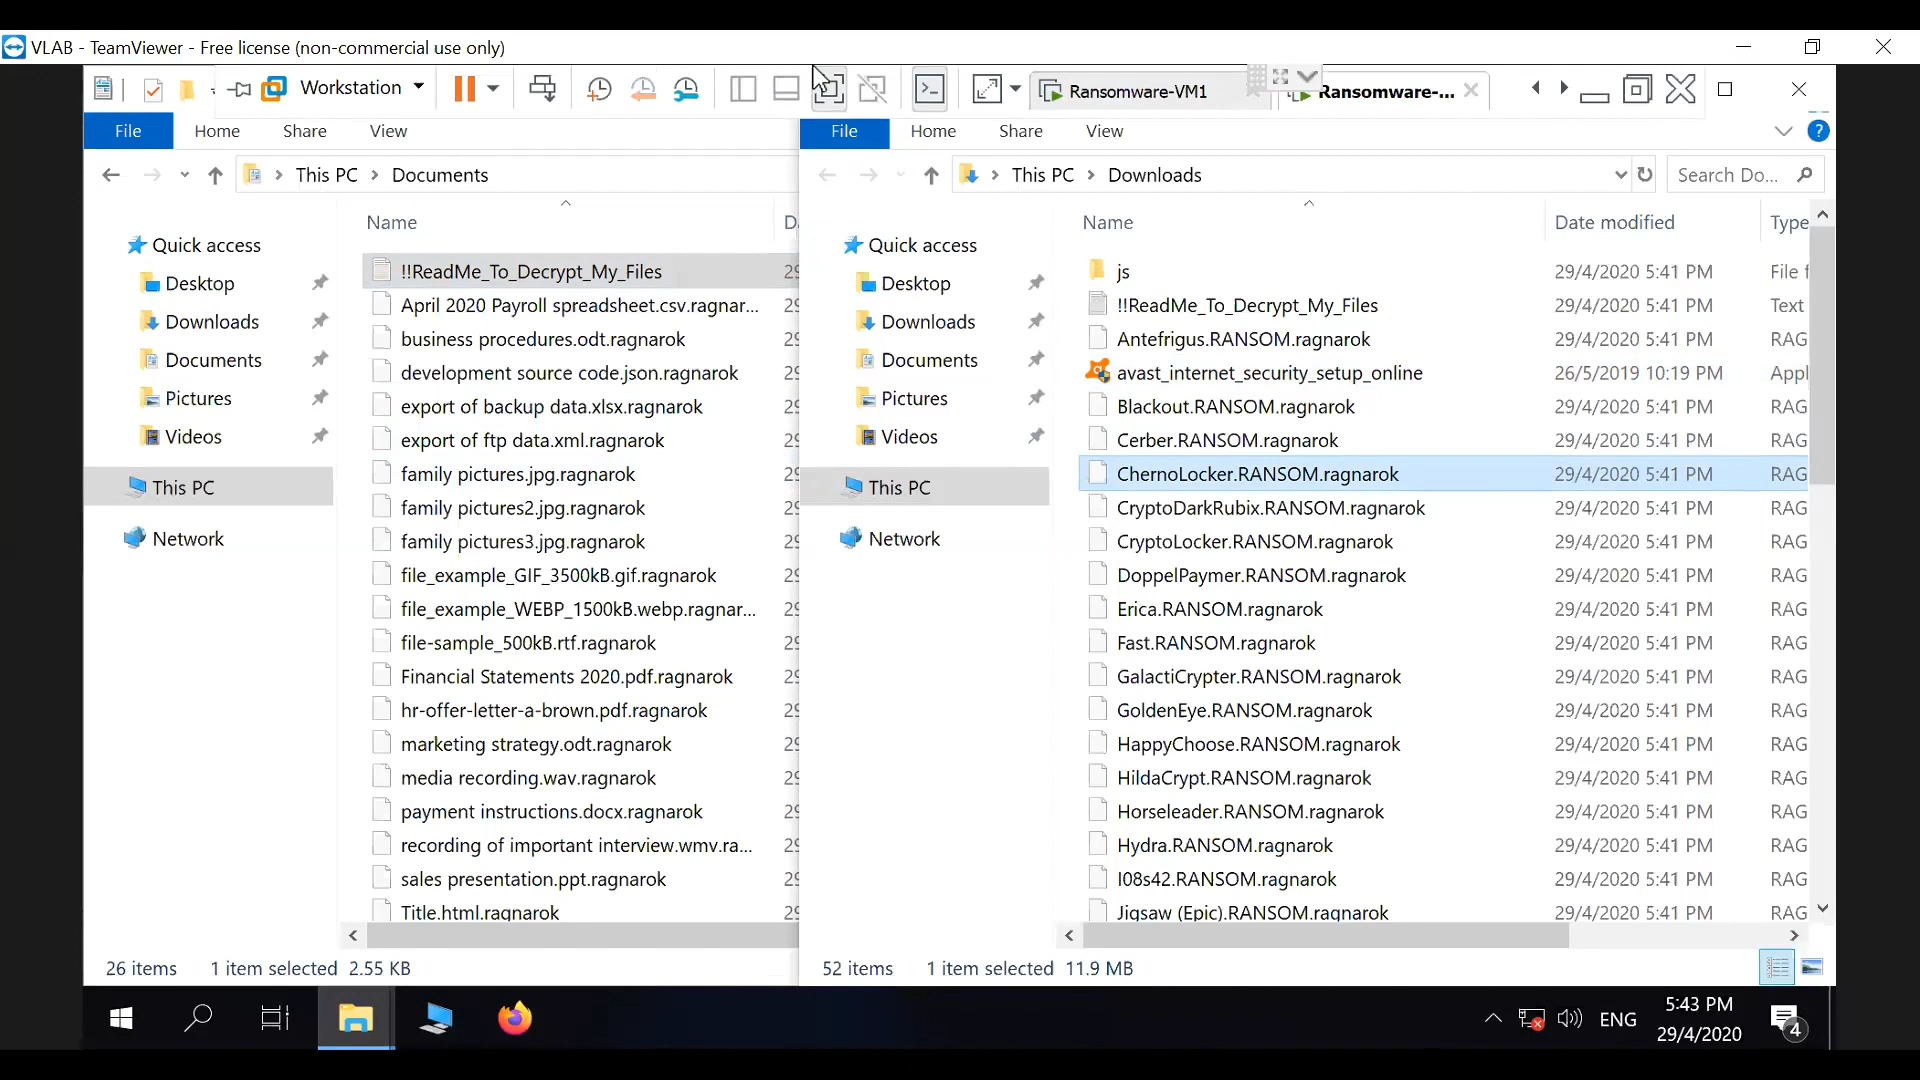 VLAB - TeamViewer - Free license (non-commercial use only)
Workstation
Ransomware-VM1
Ransomware-...
File
Home
Share
View
This PC
Documents
Name
Quick access
Desktop
Downloads
Documents
Pictures
Videos
This PC
Network
!!ReadMe_To_Decrypt_My_Files
April 2020 Payroll spreadsheet.csv.ragnar...
business procedures.odt.ragnarok
development source code.json.ragnarok
export of backup data.xlsx.ragnarok
export of ftp data.xml.ragnarok
family pictures.jpg.ragnarok
family pictures2.jpg.ragnarok
family pictures3.jpg.ragnarok
file_example_GIF_3500kB.gif.ragnarok
file_example_WEBP_1500kB.webp.ragnar...
file-sample_500kB.rtf.ragnarok
Financial Statements 2020.pdf.ragnarok
hr-offer-letter-a-brown.pdf.ragnarok
marketing strategy.odt.ragnarok
media recording.wav.ragnarok
payment instructions.docx.ragnarok
recording of important interview.wmv.ra...
sales presentation.ppt.ragnarok
Title.html.ragnarok
26 items 1 item selected 2.55 KB
File
Home
Share
View
This PC
Downloads
Search Do...
Name Date modified Type
Quick access
Desktop
Downloads
Documents
Pictures
Videos
This PC
Network
js 29/4/2020 5:41 PM File f
!!ReadMe_To_Decrypt_My_Files 29/4/2020 5:41 PM Text
Antefrigus.RANSOM.ragnarok 29/4/2020 5:41 PM RAG
avast_internet_security_setup_online 26/5/2019 10:19 PM Appl
Blackout.RANSOM.ragnarok 29/4/2020 5:41 PM RAG
Cerber.RANSOM.ragnarok 29/4/2020 5:41 PM RAG
ChernoLocker.RANSOM.ragnarok 29/4/2020 5:41 PM RAG
CryptoDarkRubix.RANSOM.ragnarok 29/4/2020 5:41 PM RAG
CryptoLocker.RANSOM.ragnarok 29/4/2020 5:41 PM RAG
DoppelPaymer.RANSOM.ragnarok 29/4/2020 5:41 PM RAG
Erica.RANSOM.ragnarok 29/4/2020 5:41 PM RAG
Fast.RANSOM.ragnarok 29/4/2020 5:41 PM RAG
GalactiCrypter.RANSOM.ragnarok 29/4/2020 5:41 PM RAG
GoldenEye.RANSOM.ragnarok 29/4/2020 5:41 PM RAG
HappyChoose.RANSOM.ragnarok 29/4/2020 5:41 PM RAG
HildaCrypt.RANSOM.ragnarok 29/4/2020 5:41 PM RAG
Horseleader.RANSOM.ragnarok 29/4/2020 5:41 PM RAG
Hydra.RANSOM.ragnarok 29/4/2020 5:41 PM RAG
I08s42.RANSOM.ragnarok 29/4/2020 5:41 PM RAG
Jigsaw (Epic).RANSOM.ragnarok 29/4/2020 5:41 PM RAG
52 items 1 item selected 11.9 MB
ENG
5:43 PM
29/4/2020
4